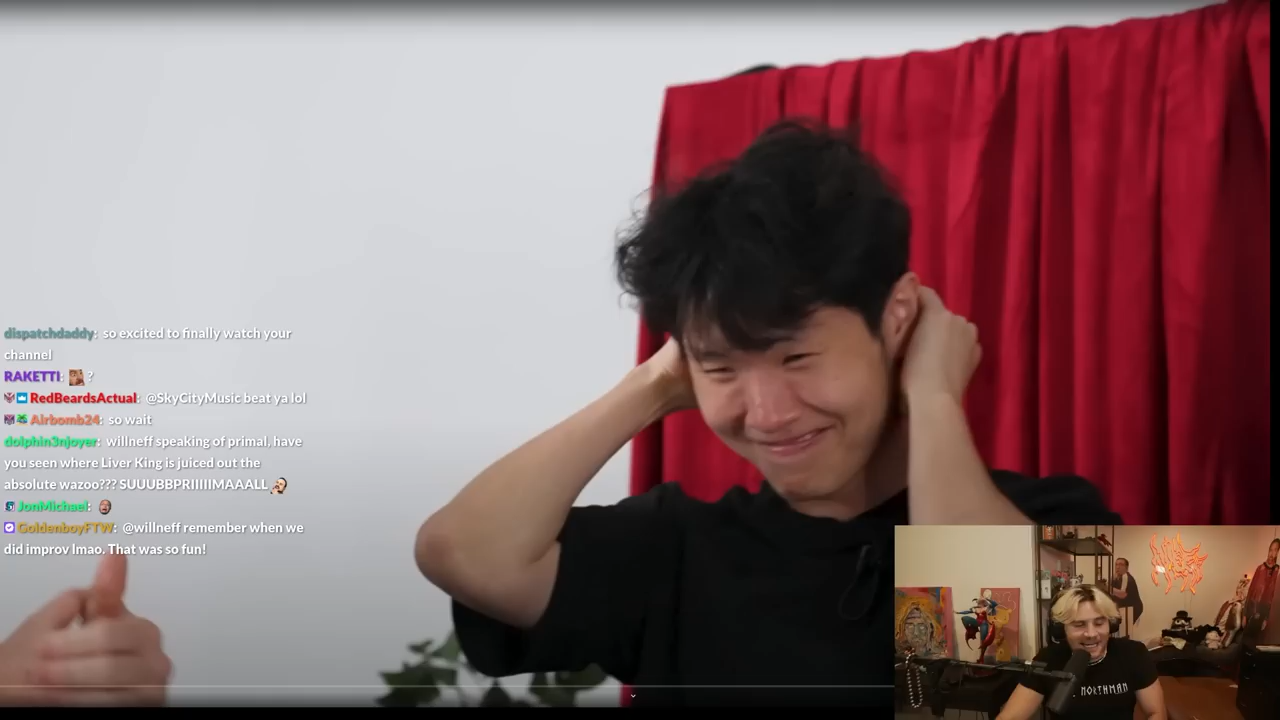 dispatchdaddy: so excited to finally watch your
channel
RAKETTI: ?
RedBeardsActual: @SkyCityMusic beat ya lol
Airbomb24: so wait
dolphin3njoyer: willneff speaking of primal, have
you seen where Liver King is juiced out the
absolute wazoo??? SUUUBBPRIIIIIMAAALL
JonMichael:
GoldenboyFTW: @willneff remember when we
did improv lmao. That was so fun!
NORTHMAN